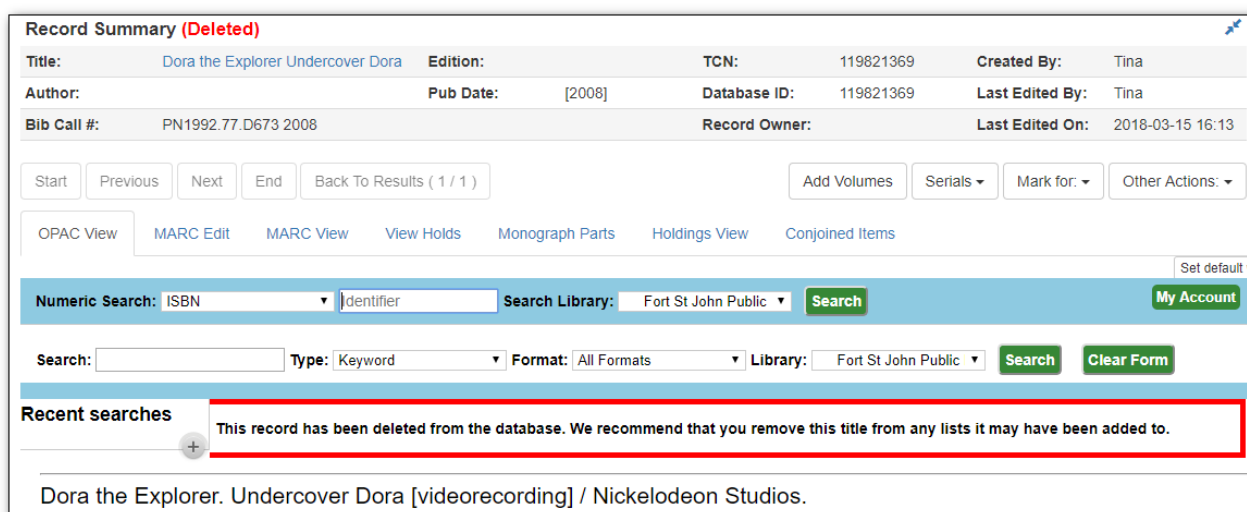 Record Summary (Deleted)
Title: Dora the Explorer Undercover Dora Edition: TCN: 119821369 Created By: Tina
Author: Pub Date: [2008] Database ID: 119821369 Last Edited By: Tina
Bib Call #: PN1992.77.D673 2008 Record Owner: Last Edited On: 2018-03-15 16:13
Start Previous Next End Back To Results ( 1 / 1 ) Add Volumes Serials Mark for: Other Actions:
OPAC View MARC Edit MARC View View Holds Monograph Parts Holdings View Conjoined Items
Set default
Numeric Search: ISBN Identifier Search Library: Fort St John Public Search My Account
Search: Type: Keyword Format: All Formats Library: Fort St John Public Search Clear Form
Recent searches
+
This record has been deleted from the database. We recommend that you remove this title from any lists it may have been added to.
Dora the Explorer. Undercover Dora [videorecording] / Nickelodeon Studios.